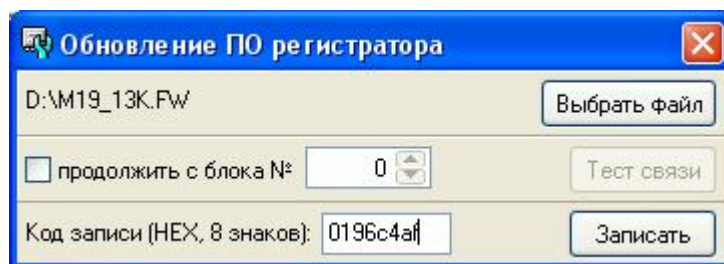 Обновление ПО регистратора
D:\M19_13K.FW Выбрать файл
продолжить с блока № 0 Тест связи
Код записи (HEX, 8 знаков): 0196c4af Записать